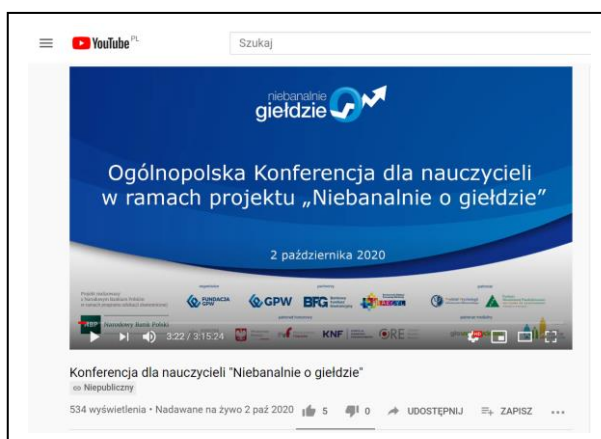 YouTube PL
Szukaj
niebanalnie
giełdzie
Ogólnopolska Konferencja dla nauczycieli
w ramach projektu „Niebanalnie o giełdzie”
2 października 2020
FUNDACJA
GPW
GPW
BFG
Narodowy Bank Polski
KNF
ORE
3:22 / 3:15:24
Konferencja dla nauczycieli "Niebanalnie o giełdzie"
Niepubliczny
534 wyświetlenia • Nadawane na żywo 2 paź 2020
5
0
UDOSTĘPNIJ
ZAPISZ